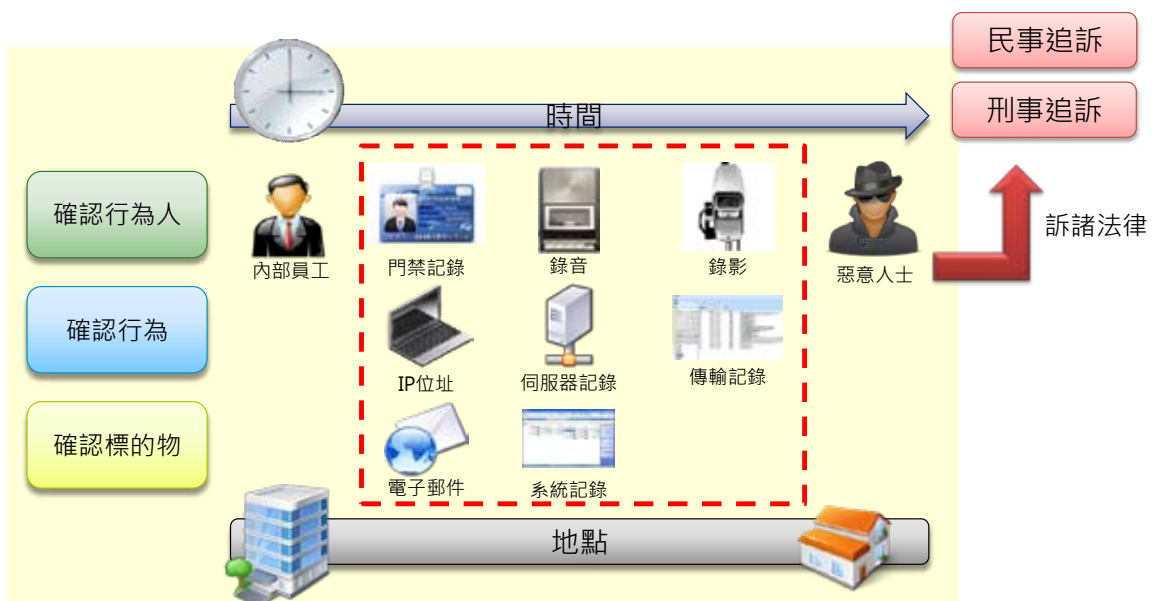 民事追訴
刑事追訴
時間
確認行為人
內部員工
門禁記錄
錄音
錄影
惡意人士
訴諸法律
確認行為
IP位址
伺服器記錄
傳輸記錄
確認標的物
電子郵件
系統記錄
地點